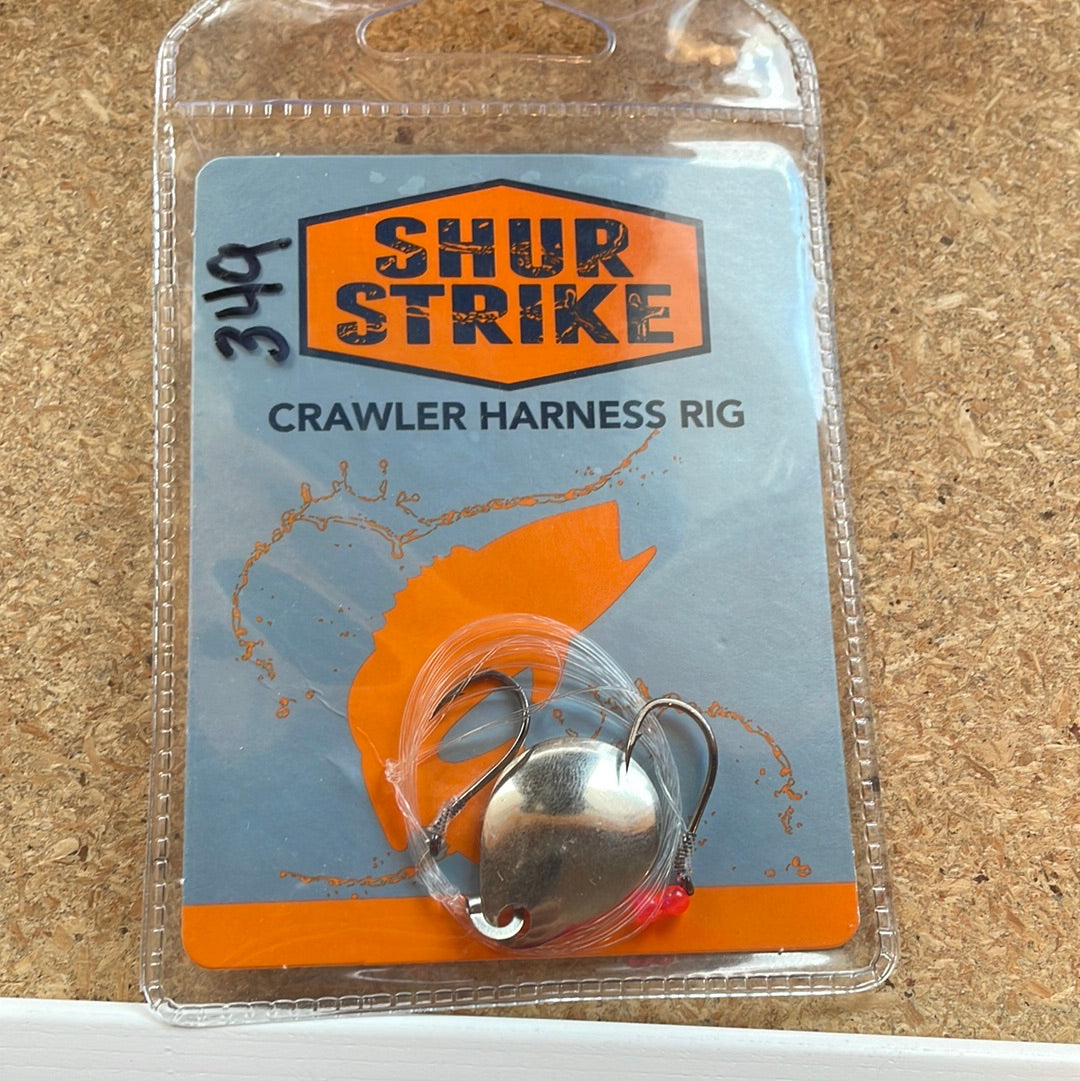 SHUR
STRIKE
CRAWLER HARNESS RIG
349